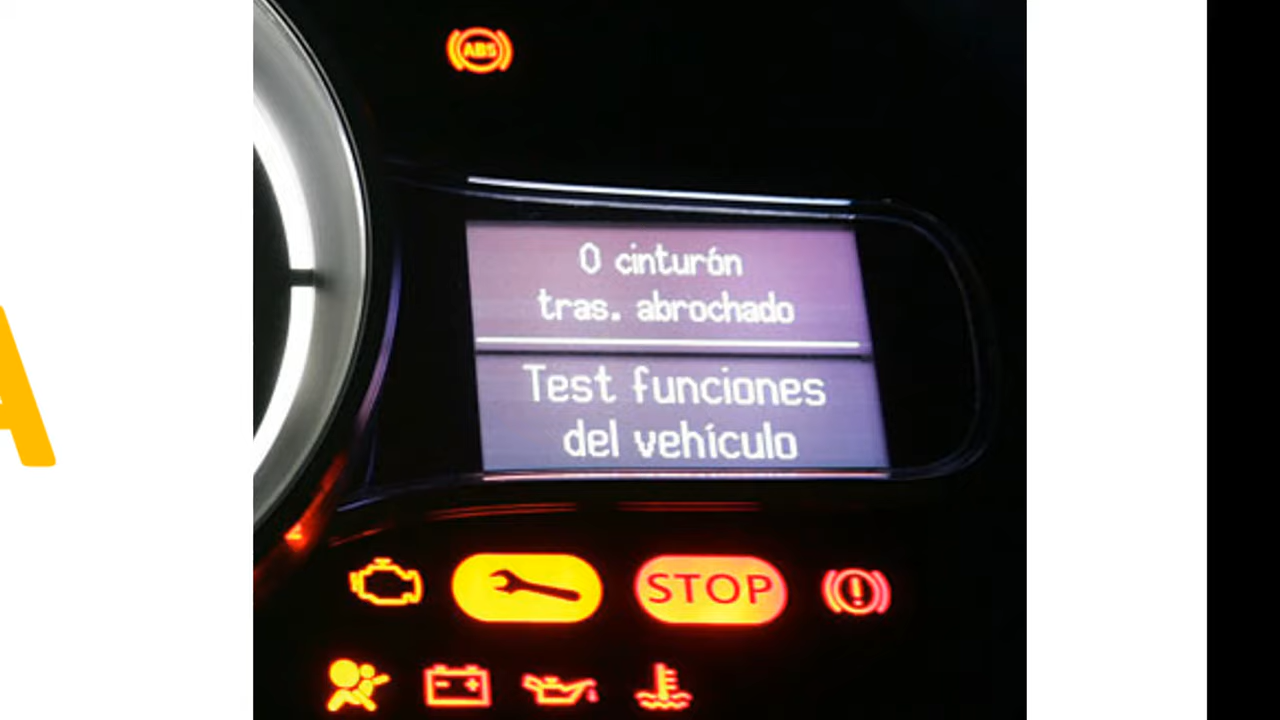 ABS
0 cinturón
tras. abrochado
Test funciones
del vehículo
STOP
A